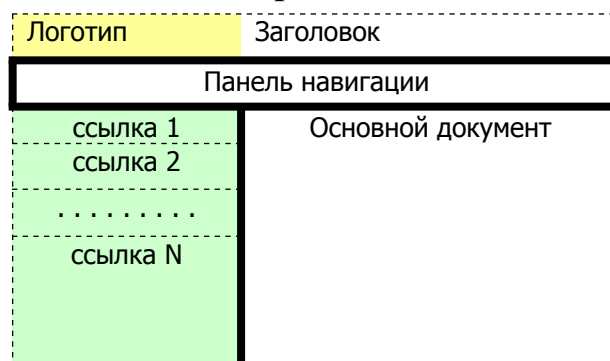 Логотип Заголовок
Панель навигации
ссылка 1 Основной документ
ссылка 2
. . . . . . . . .
ссылка N